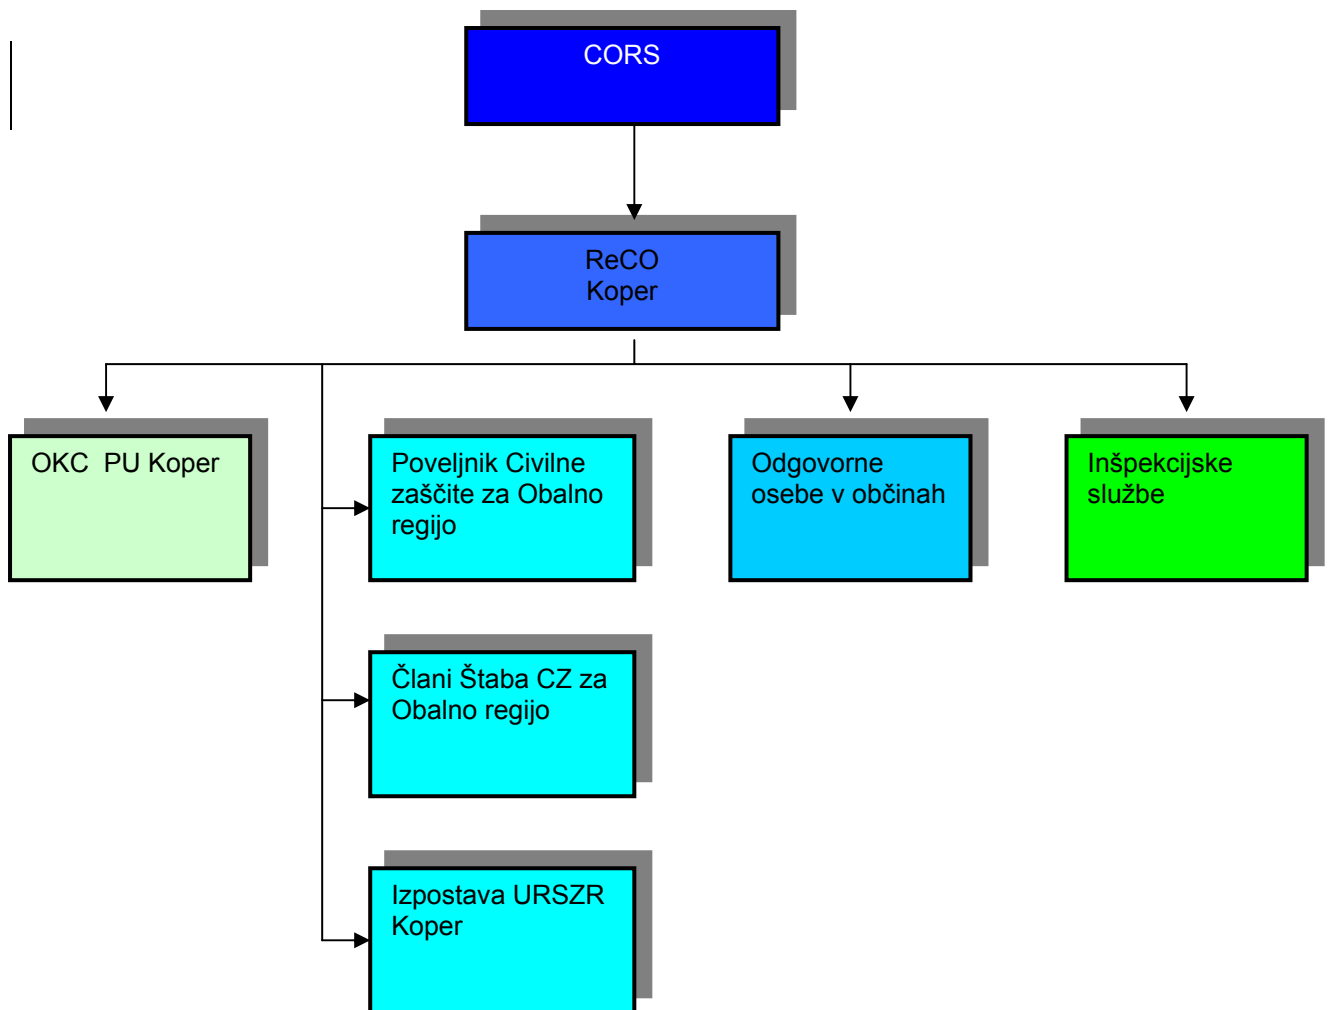 CORS
ReCO
Koper
OKC  PU Koper
Poveljnik Civilne
zaščite za Obalno
regijo
Odgovorne
osebe v občinah
Inšpekcijske
službe
Člani Štaba CZ za
Obalno regijo
Izpostava URSZR
Koper